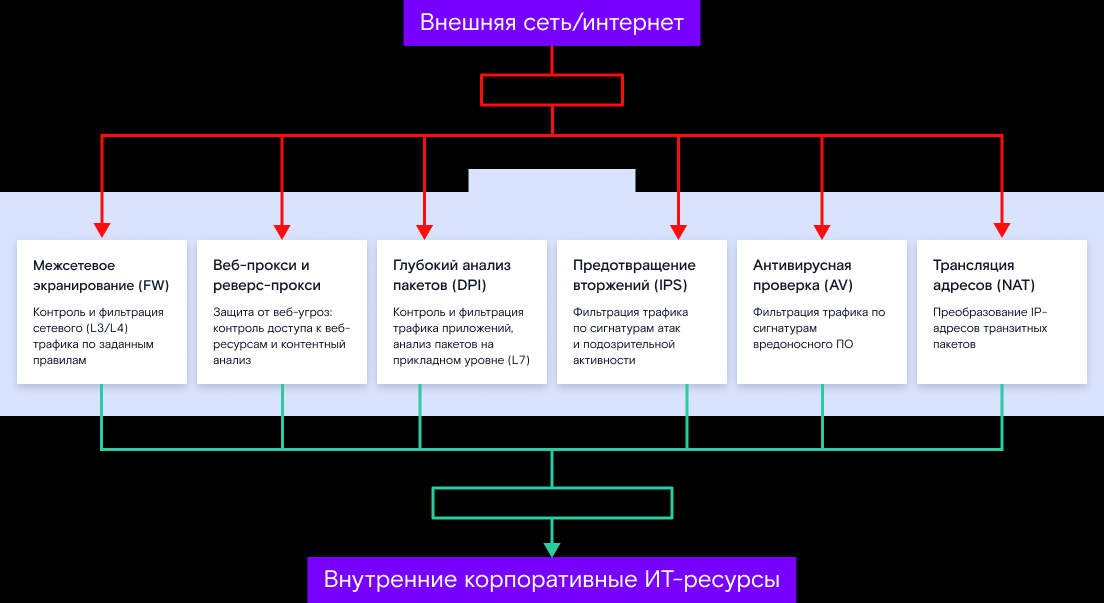 Внешняя сеть/интернет
Межсетевое
экранирование (FW)
Контроль и фильтрация
сетевого (L3/L4)
трафика по заданным
правилам
Веб-прокси и
реверс-прокси
Защита от веб-угроз:
контроль доступа к веб-
ресурсам и контентный
анализ
Глубокий анализ
пакетов (DPI)
Контроль и фильтрация
трафика приложений,
анализ пакетов на
прикладном уровне (L7)
Предотвращение
вторжений (IPS)
Фильтрация трафика
по сигнатурам атак
и подозрительной
активности
Антивирусная
проверка (AV)
Фильтрация трафика по
сигнатурам
вредоносного ПО
Трансляция
адресов (NAT)
Преобразование IP-
адресов транзитных
пакетов
Внутренние корпоративные ИТ-ресурсы